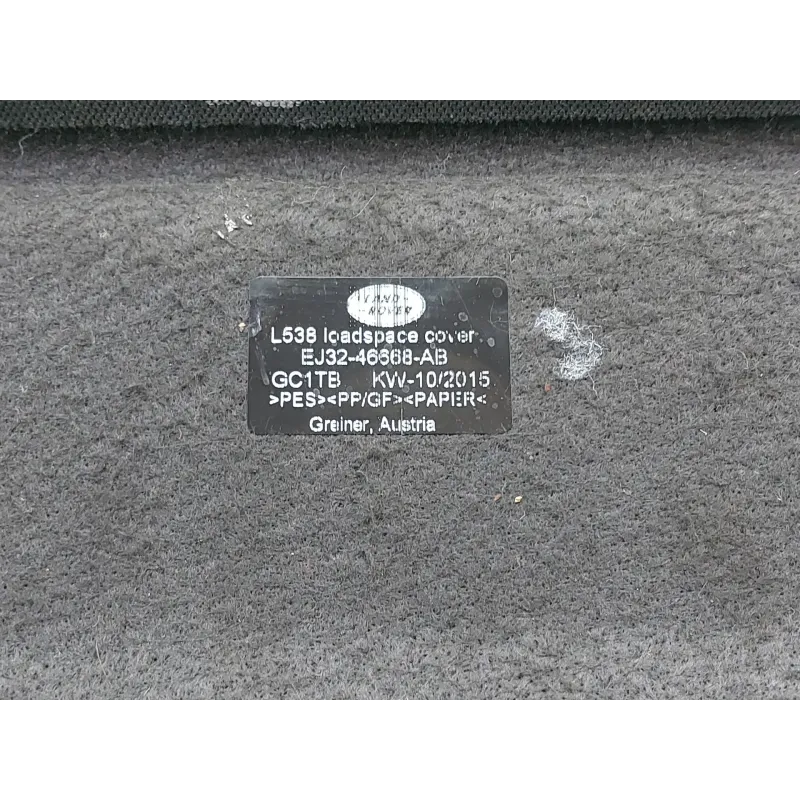 LAND-
-ROVER
L538 loadspace cover
EJ32-46668-AB
GC1TB KW-10/2015
>PES><PP/GF><PAPER<
Greiner, Austria